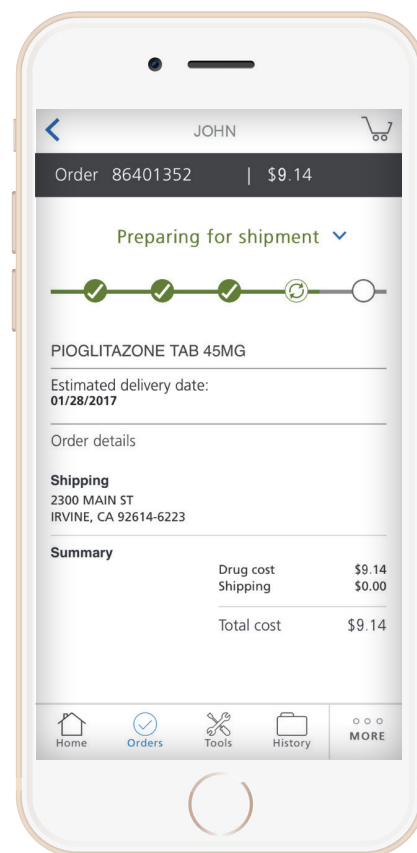 JOHN
Order 86401352 | $9.14
Preparing for shipment
PIOGLITAZONE TAB 45MG
Estimated delivery date:
01/28/2017
Order details
Shipping
2300 MAIN ST
IRVINE, CA 92614-6223
Summary
Drug cost $9.14
Shipping $0.00
Total cost $9.14
Home Orders Tools History MORE